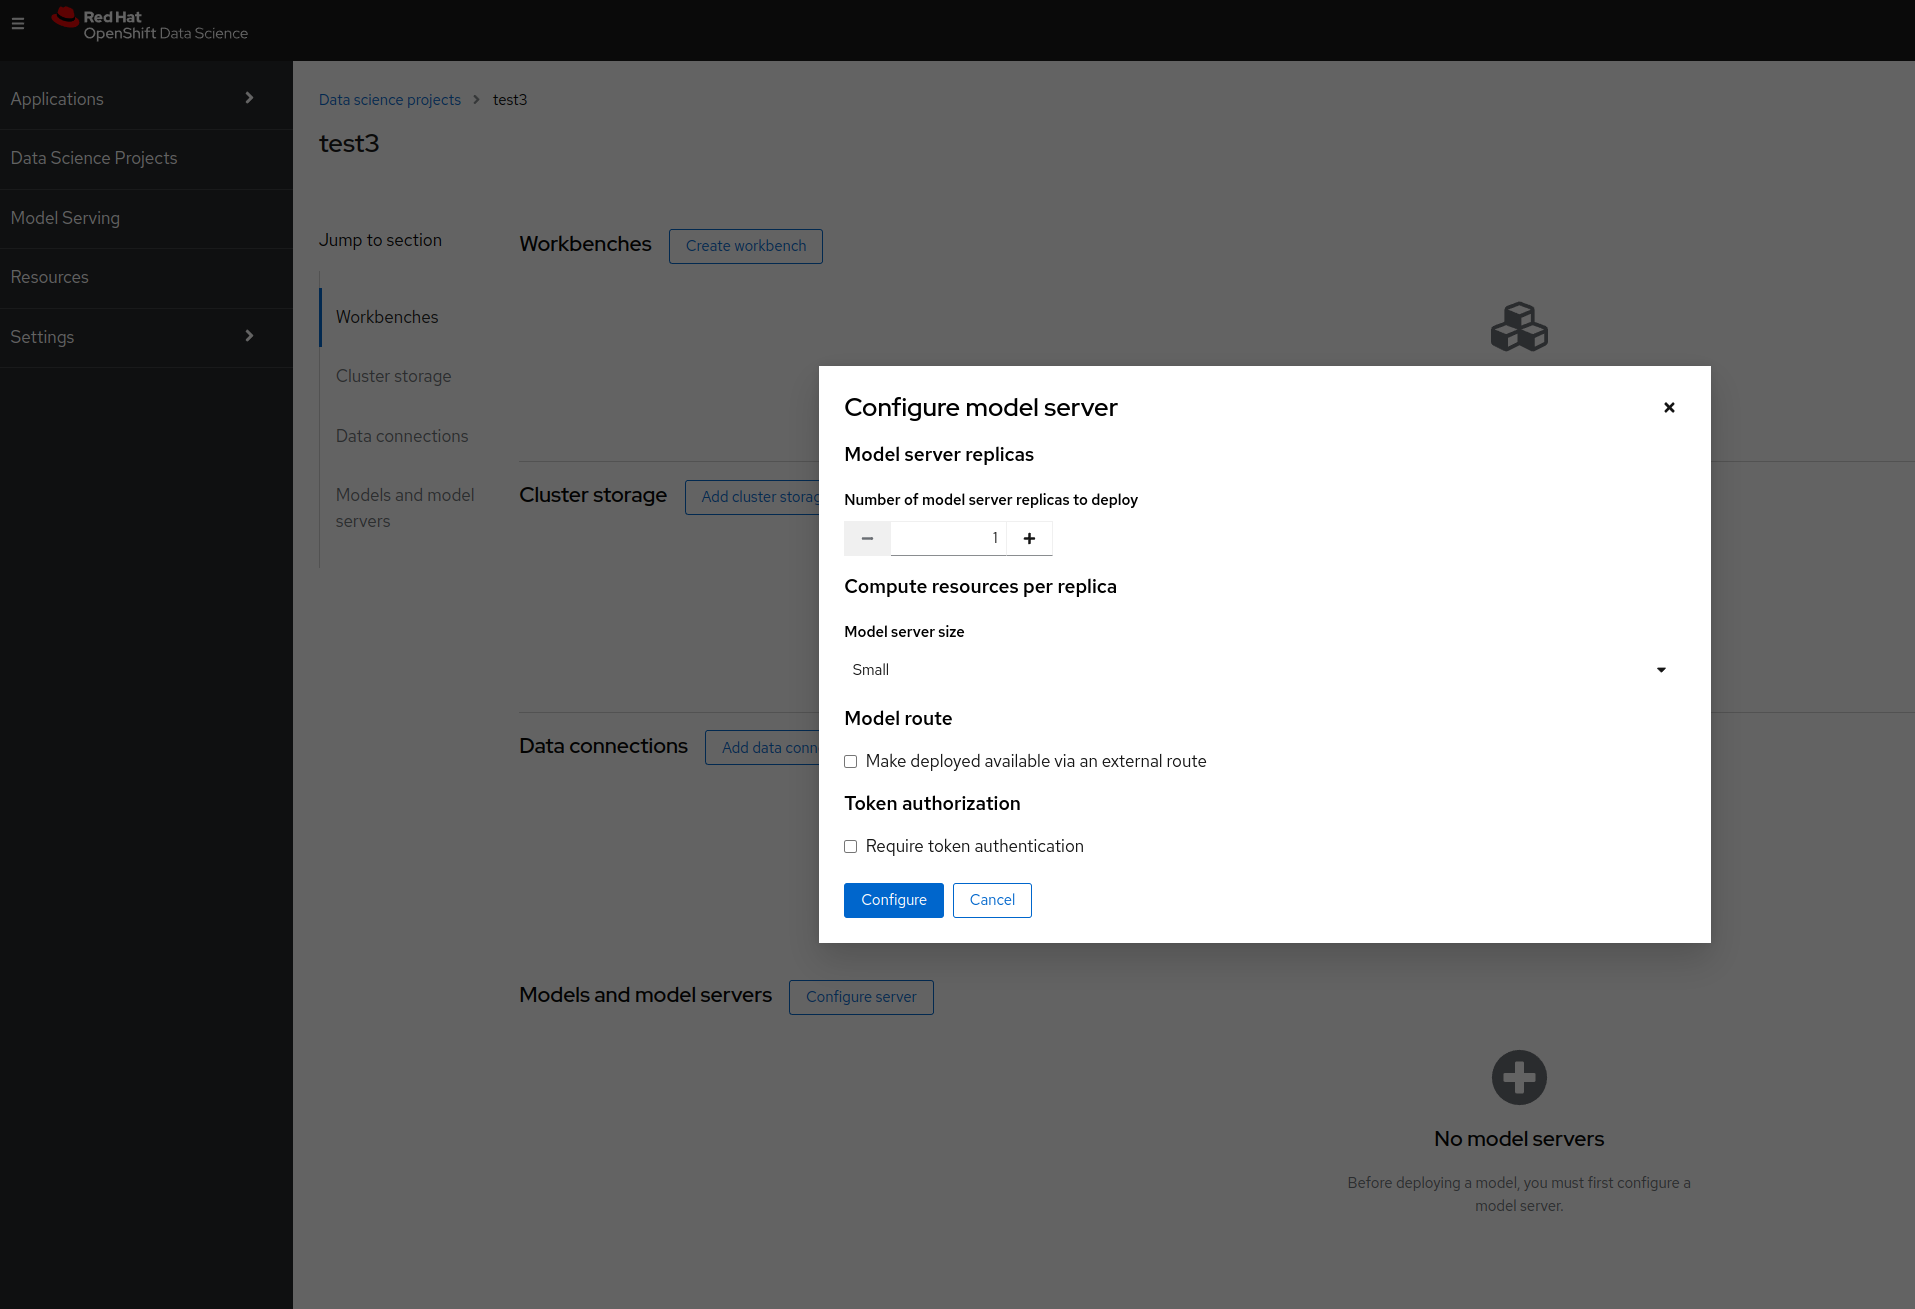 Red Hat
OpenShift Data Science
Applications
Data Science Projects
Model Serving
Resources
Settings
Data science projects
test3
test3
Jump to section
Workbenches
Cluster storage
Data connections
Models and model
servers
Workbenches
Create workbench
Cluster storage
Add cluster storag
Data connections
Add data conn
Models and model servers
Configure server
No model servers
Before deploying a model, you must first configure a
model server.
Configure model server
Model server replicas
Number of model server replicas to deploy
1
Compute resources per replica
Model server size
Small
Model route
Make deployed available via an external route
Token authorization
Require token authentication
Configure
Cancel